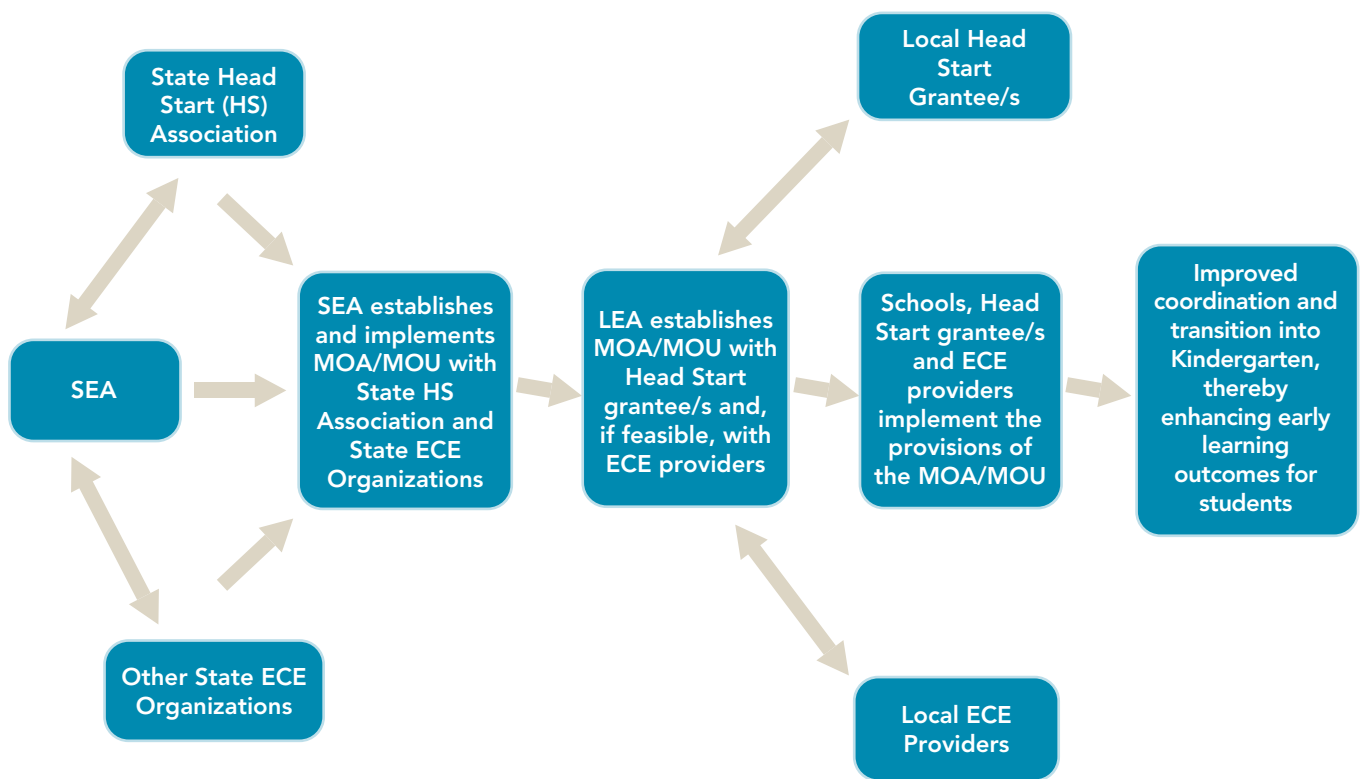 State Head
Start (HS)
Association
Local Head
Start
Grantee/s
SEA
SEA establishes
and implements
MOA/MOU with
State HS
Association and
State ECE
Organizations
LEA establishes
MOA/MOU with
Head Start
grantee/s and,
if feasible, with
ECE providers
Schools, Head
Start grantee/s
and ECE
providers
implement the
provisions of
the MOA/MOU
Improved
coordination and
transition into
Kindergarten,
thereby
enhancing early
learning
outcomes for
students
Other State ECE
Organizations
Local ECE
Providers